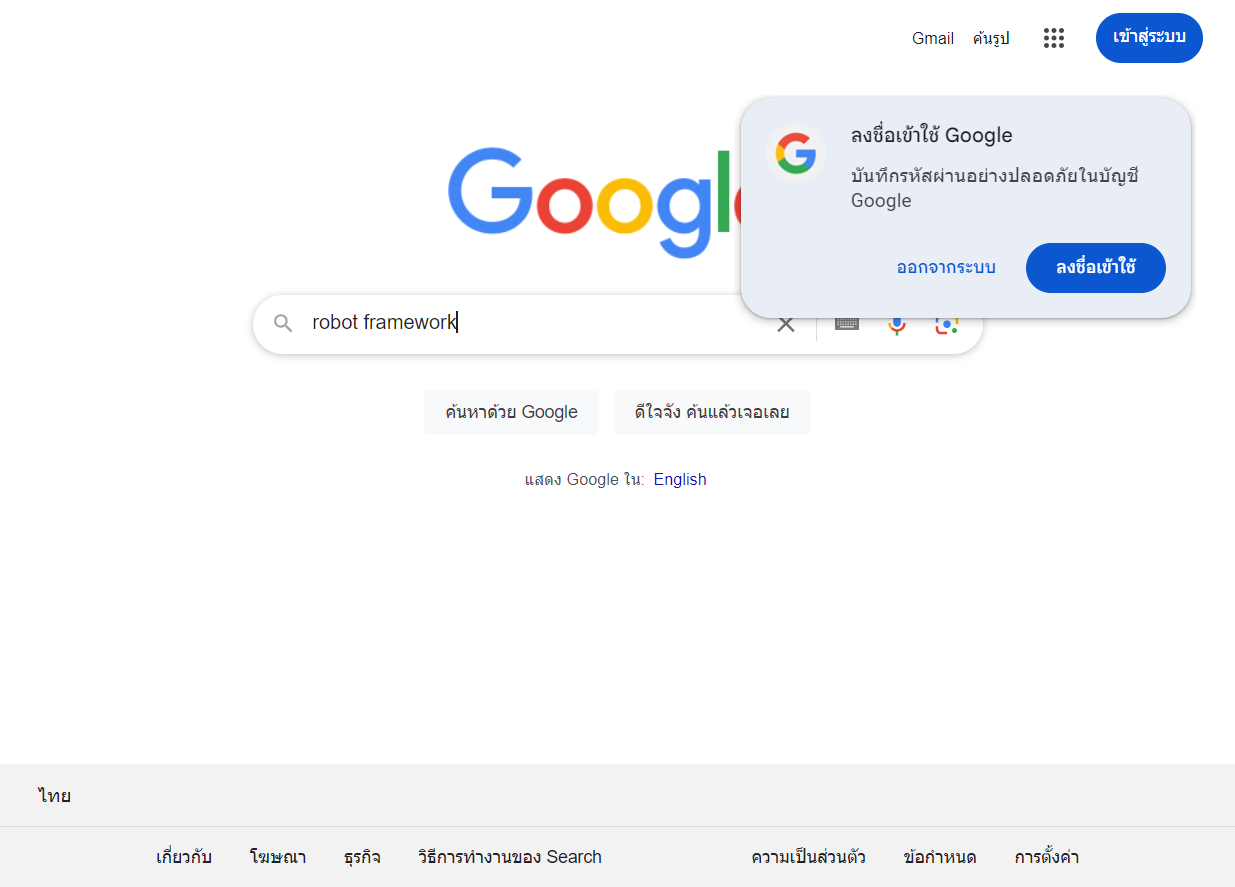 Gmail ค้นรูป เข้าสู่ระบบ
ลงชื่อเข้าใช้ Google
บันทึกรหัสผ่านอย่างปลอดภัยในบัญชี
Google
ออกจากระบบ ลงชื่อเข้าใช้
Google
robot framework
ค้นหาด้วย Google ดีใจจัง ค้นแล้วเจอเลย
แสดง Google ใน: English
ไทย
เกี่ยวกับ โฆษณา ธุรกิจ วิธีการทำงานของ Search ความเป็นส่วนตัว ข้อกำหนด การตั้งค่า